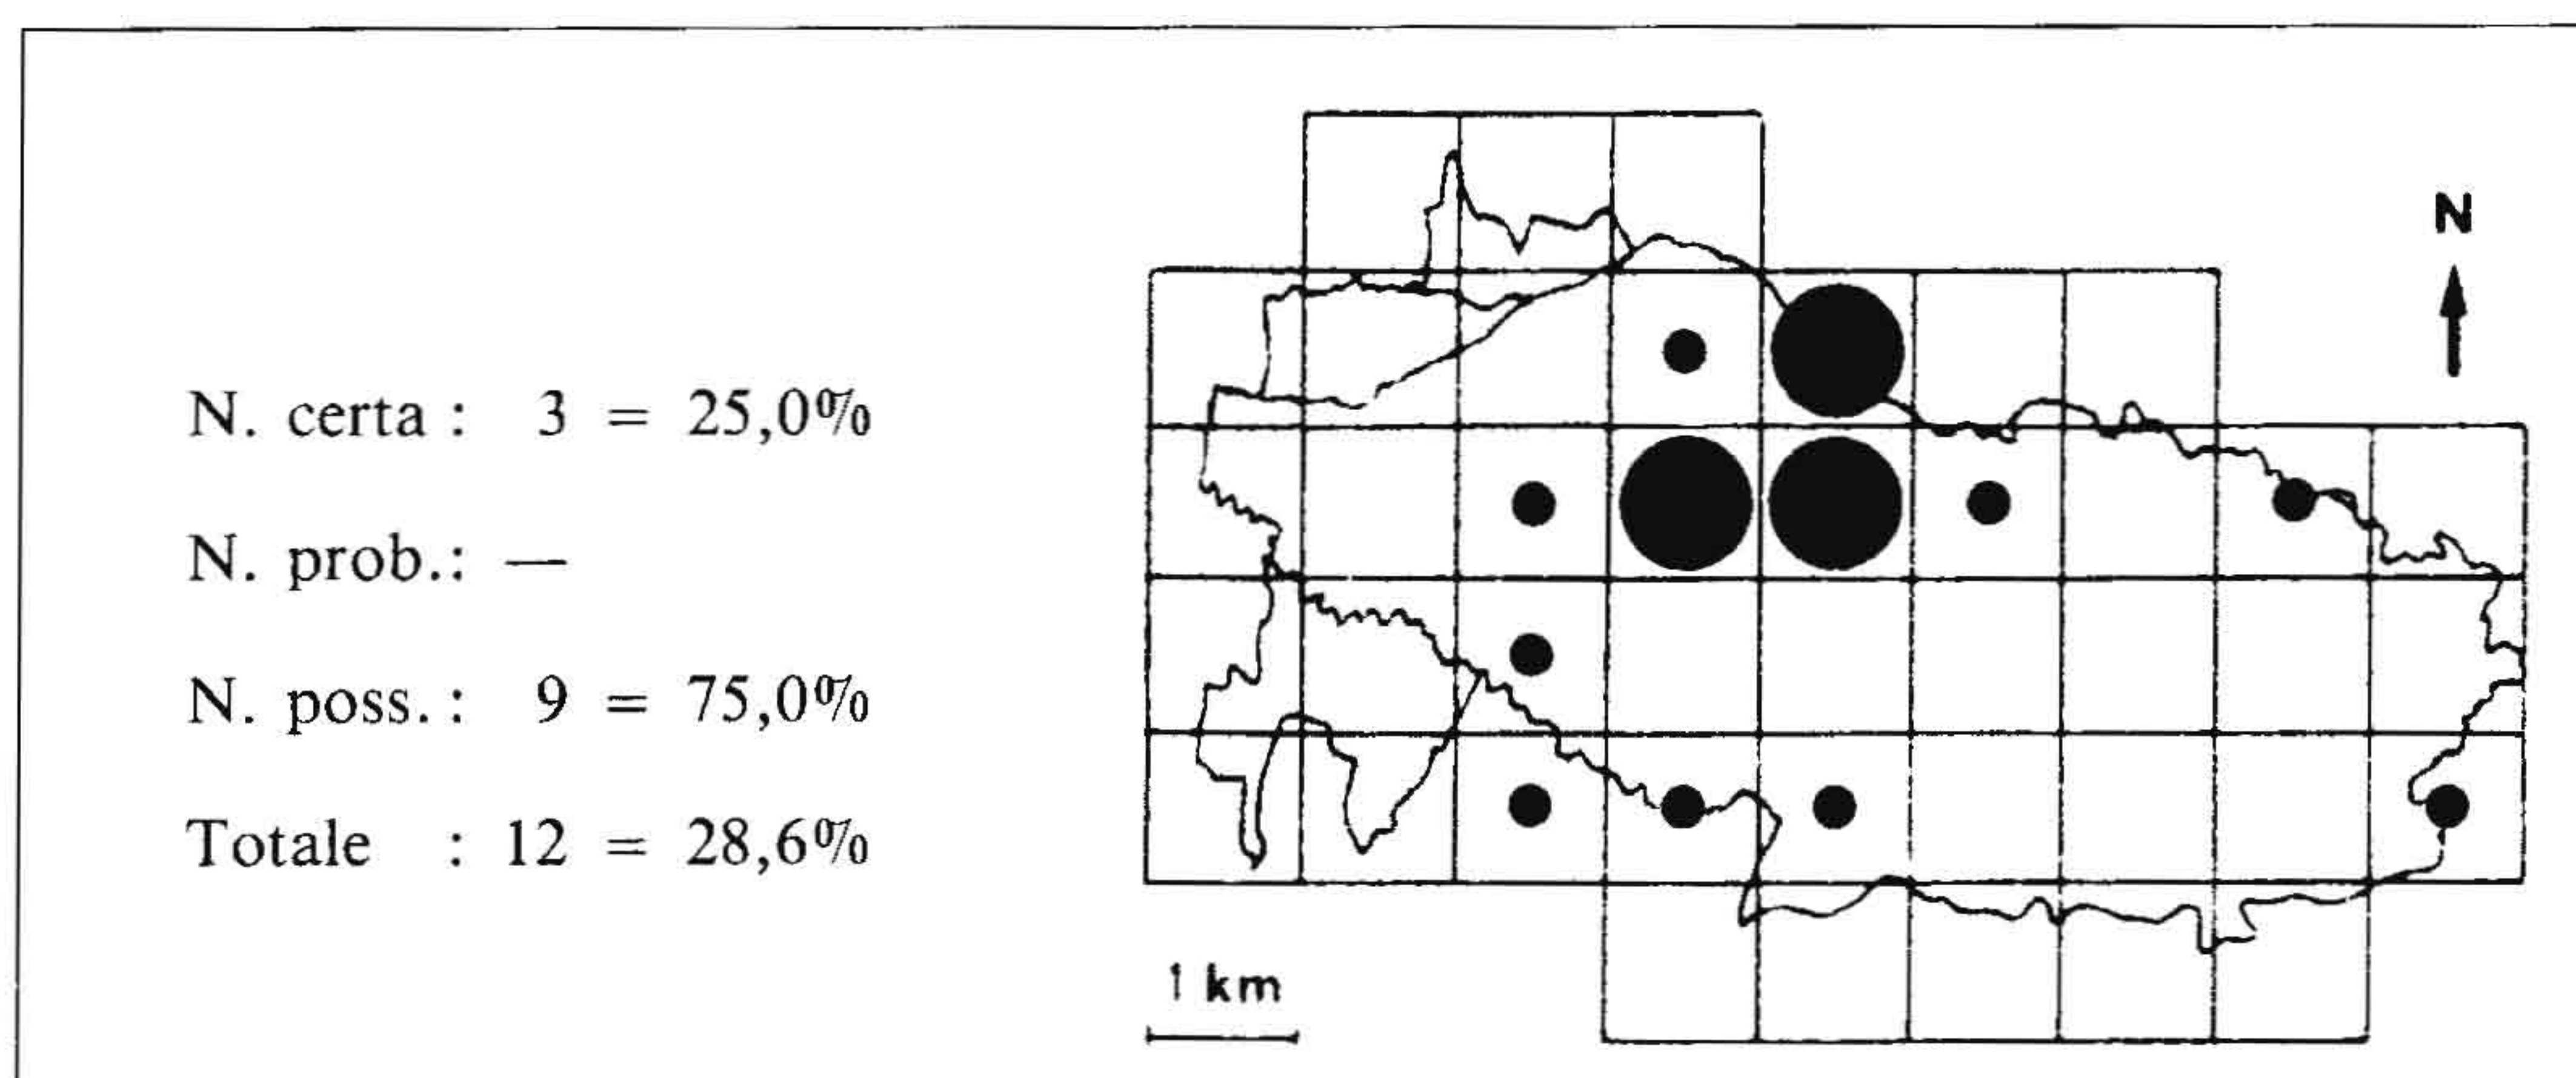 N. certa : 3 = 25,0%
N. prob.: —
N. poss. : 9 = 75,0%
Totale : 12 = 28,6%
N
1 km